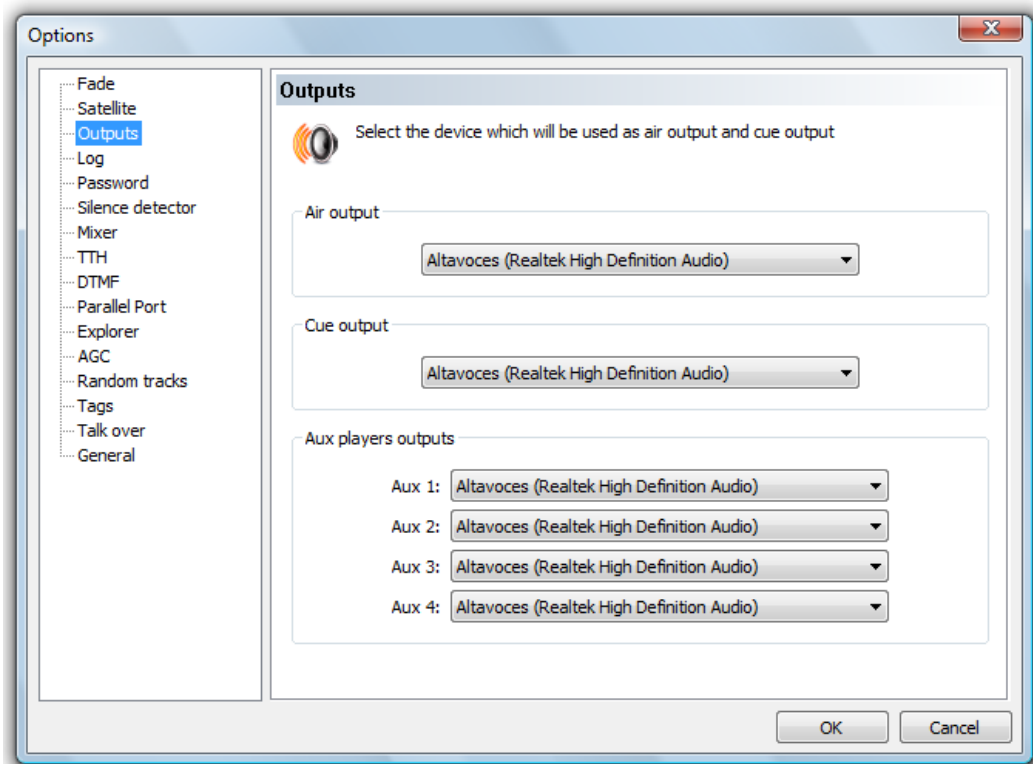 Options
Fade
Satellite
Outputs
Log
Password
Silence detector
Mixer
TTH
DTMF
Parallel Port
Explorer
AGC
Random tracks
Tags
Talk over
General
Outputs
Select the device which will be used as air output and cue output
Air output
Altavoces (Realtek High Definition Audio)
Cue output
Altavoces (Realtek High Definition Audio)
Aux players outputs
Aux 1: Altavoces (Realtek High Definition Audio)
Aux 2: Altavoces (Realtek High Definition Audio)
Aux 3: Altavoces (Realtek High Definition Audio)
Aux 4: Altavoces (Realtek High Definition Audio)
OK Cancel